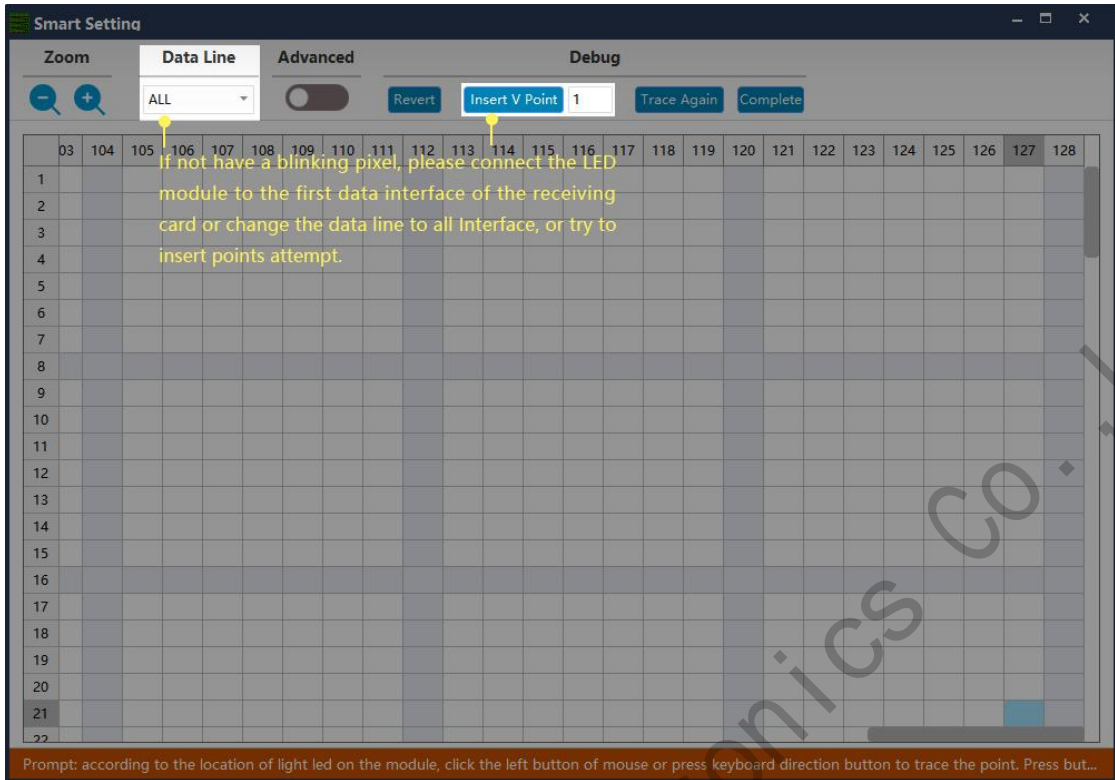 Smart Setting
Zoom Data Line Advanced Debug
ALL Revert Insert V Point 1 Trace Again Complete
03 104 105 106 107 108 109 110 111 112 113 114 115 116 117 118 119 120 121 122 123 124 125 126 127 128
If not have a blinking pixel, please connect the LED
module to the first data interface of the receiving
card or change the data line to all Interface, or try to
insert points attempt.
1
2
3
4
5
6
7
8
9
10
11
12
13
14
15
16
17
18
19
20
21
22
onics Co.,
Prompt: according to the location of light led on the module, click the left button of mouse or press keyboard direction button to trace the point. Press but...